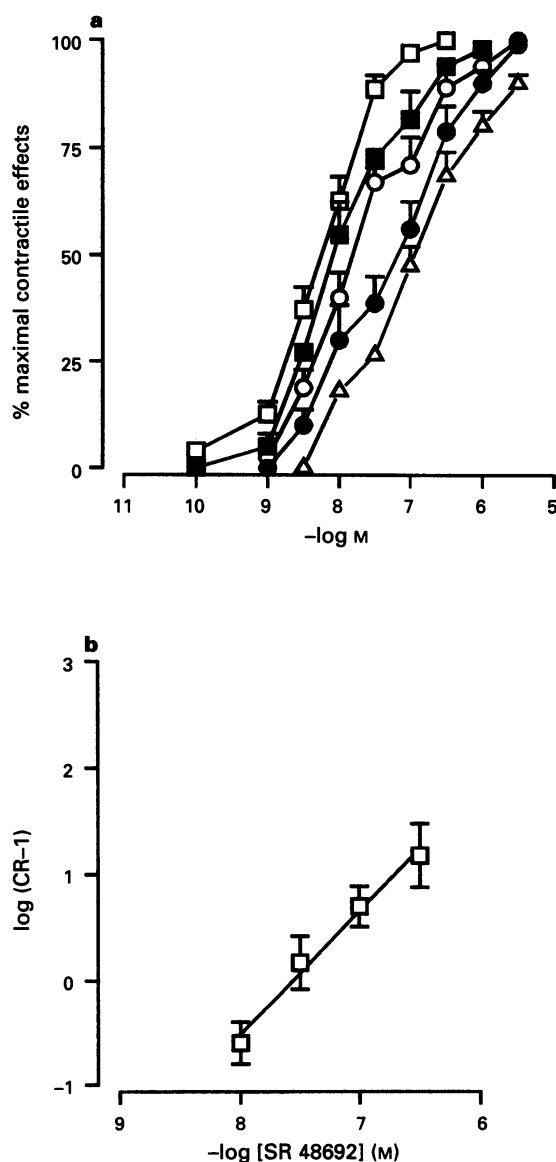 a
% maximal contractile effects
100
75
50
25
0
11 10 9 8 7 6 5
–log M
b
log (CR–1)
3
2
1
0
–1
9 8 7 6
–log [SR 48692] (M)